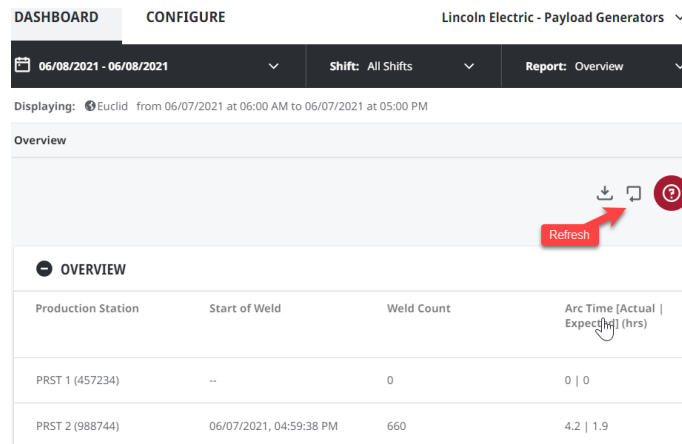 DASHBOARD CONFIGURE Lincoln Electric - Payload Generators
06/08/2021 - 06/08/2021 Shift: All Shifts Report: Overview
Displaying: Euclid from 06/07/2021 at 06:00 AM to 06/07/2021 at 05:00 PM
Overview
?
Refresh
OVERVIEW
Production Station Start of Weld Weld Count Arc Time [Actual |
Expected] (hrs)
PRST 1 (457234) -- 0 0 | 0
PRST 2 (988744) 06/07/2021, 04:59:38 PM 660 4.2 | 1.9